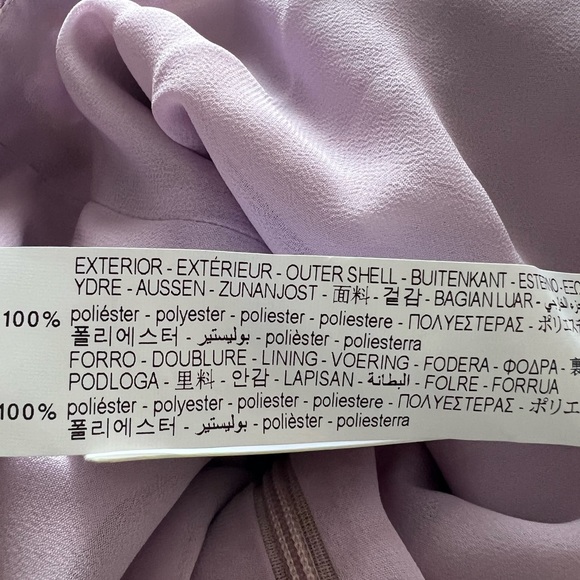 EXTERIOR - EXTÉRIEUR - OUTER SHELL - BUITENKANT - ESTERNO -
YDRE - AUSSEN - ZUNANJOST - 面料 - 겉감 - BAGIAN LUAR -
100% poliéster - polyester - poliester - poliestere - ΠΟΛΥΕΣΤΕΡΑΣ -
폴리에스터 - بوليستير - polièster - poliesterra
FORRO - DOUBLURE - LINING - VOERING - FODERA - ΦΟΔΡΑ - 裏
PODLOGA - 里料 - 안감 - LAPISAN - البطانة - FOLRE - FORRUA
100% poliéster - polyester - poliester - poliestere - ΠΟΛΥΕΣΤΕΡΑΣ - ポリエ
폴리에스터 - بوليستير - polièster - poliesterra